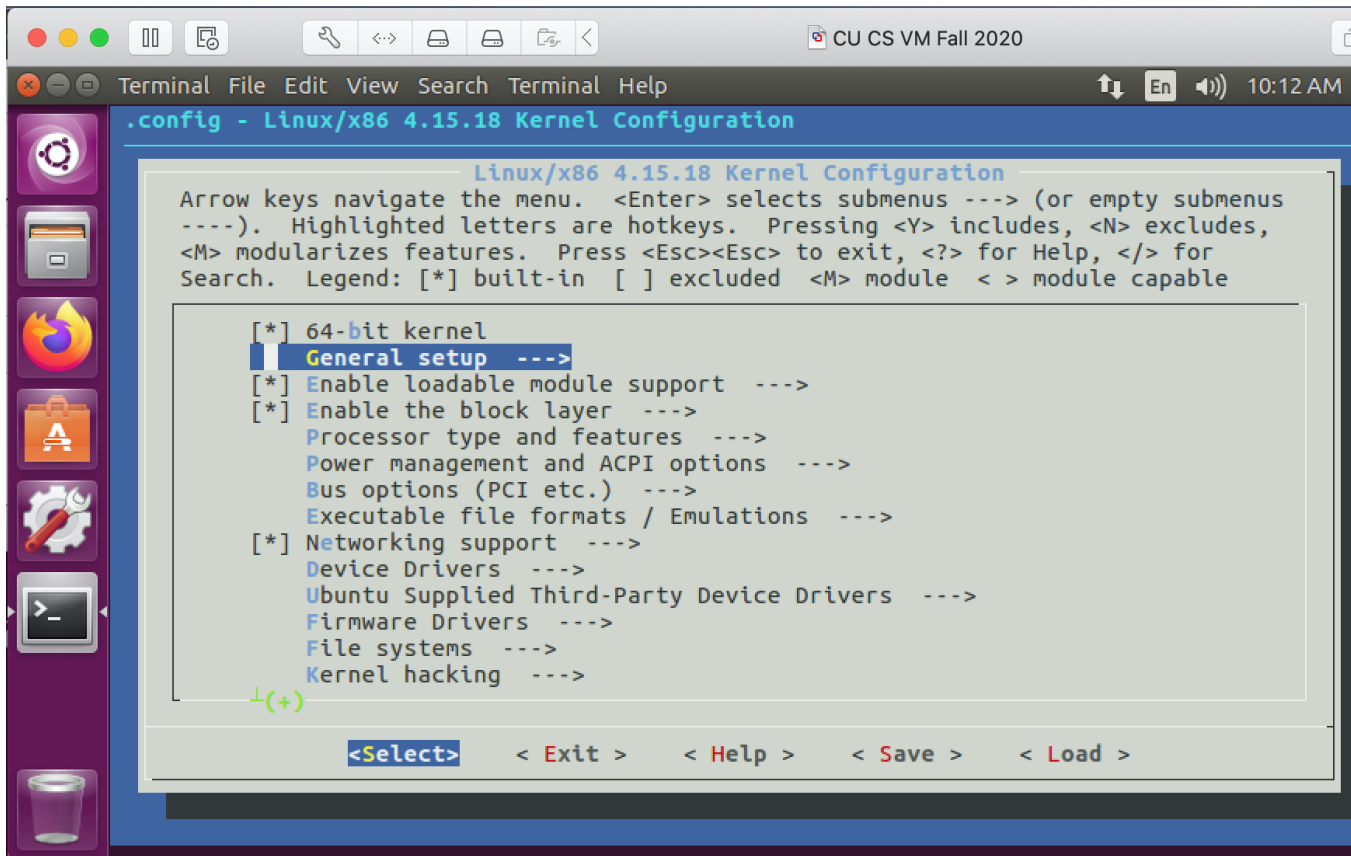 CU CS VM Fall 2020
Terminal File Edit View Search Terminal Help En 10:12 AM
.config - Linux/x86 4.15.18 Kernel Configuration
Linux/x86 4.15.18 Kernel Configuration
Arrow keys navigate the menu. <Enter> selects submenus ---> (or empty submenus
----). Highlighted letters are hotkeys. Pressing <Y> includes, <N> excludes,
<M> modularizes features. Press <Esc><Esc> to exit, <?> for Help, </> for
Search. Legend: [*] built-in [ ] excluded <M> module < > module capable
[*] 64-bit kernel
General setup --->
[*] Enable loadable module support --->
[*] Enable the block layer --->
Processor type and features --->
Power management and ACPI options --->
Bus options (PCI etc.) --->
Executable file formats / Emulations --->
[*] Networking support --->
Device Drivers --->
Ubuntu Supplied Third-Party Device Drivers --->
Firmware Drivers --->
File systems --->
Kernel hacking --->
┴(+)
<Select> < Exit > < Help > < Save > < Load >